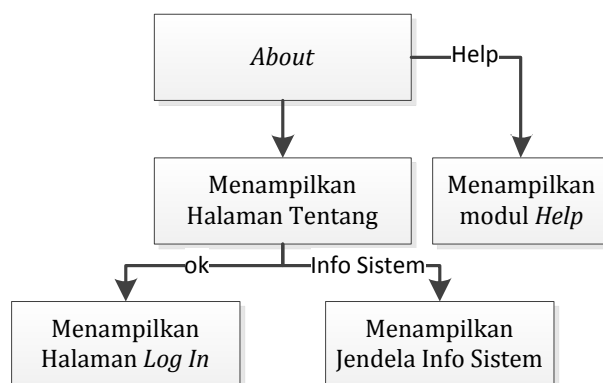 About
Help
Menampilkan
Halaman Tentang
Menampilkan
modul Help
ok
Info Sistem
Menampilkan
Halaman Log In
Menampilkan
Jendela Info Sistem